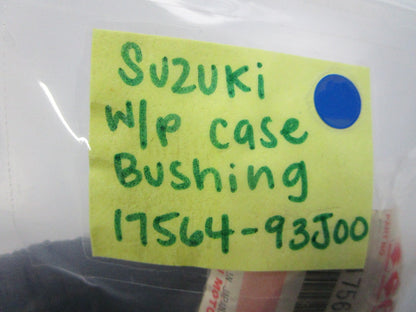 SUZUKi
W/P case
Bushing
17564-93J00